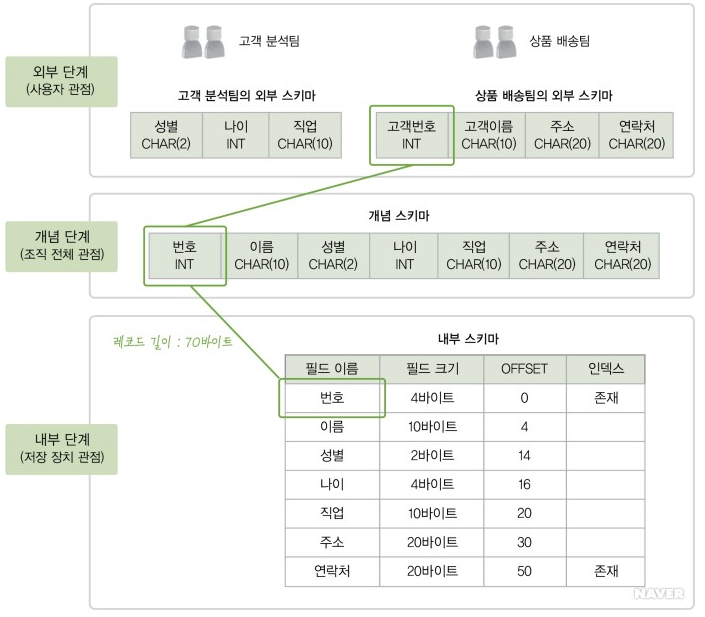 고객 분석팀
상품 배송팀
외부 단계
(사용자 관점)
고객 분석팀의 외부 스키마
상품 배송팀의 외부 스키마
성별 나이 직업
CHAR(2) INT CHAR(10)
고객번호 고객이름 주소 연락처
INT CHAR(10) CHAR(20) CHAR(20)
개념 단계
(조직 전체 관점)
개념 스키마
번호 이름 성별 나이 직업 주소 연락처
INT CHAR(10) CHAR(2) INT CHAR(10) CHAR(20) CHAR(20)
내부 단계
(저장 장치 관점)
레코드 길이 : 70바이트
내부 스키마
필드 이름 필드 크기 OFFSET 인덱스
번호 4바이트 0 존재
이름 10바이트 4
성별 2바이트 14
나이 4바이트 16
직업 10바이트 20
주소 20바이트 30
연락처 20바이트 50 존재
NAVER